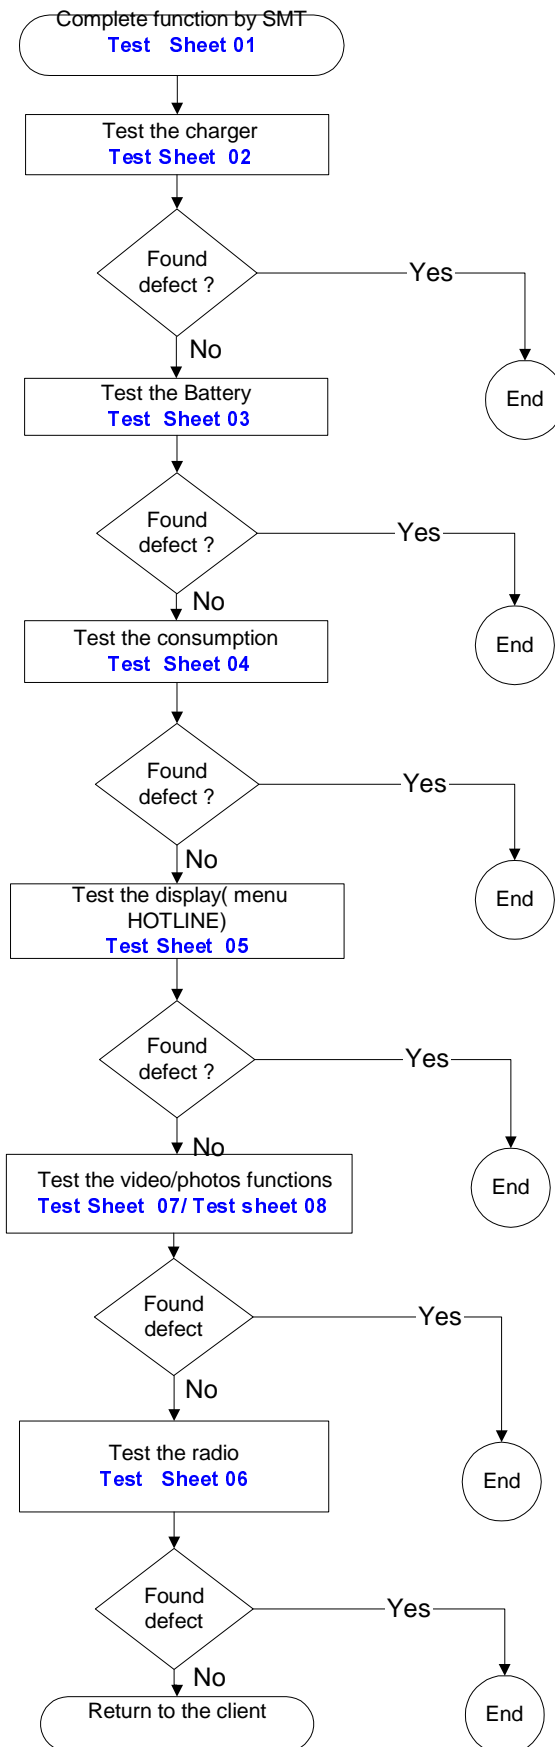 Complete function by SMT
Test Sheet 01
Test the charger
Test Sheet 02
Found
defect ?
Yes
No
End
Test the Battery
Test Sheet 03
Found
defect ?
Yes
No
End
Test the consumption
Test Sheet 04
Found
defect ?
Yes
No
End
Test the display( menu
HOTLINE)
Test Sheet 05
Found
defect ?
Yes
No
End
Test the video/photos functions
Test Sheet 07/ Test sheet 08
Found
defect
Yes
No
End
Test the radio
Test Sheet 06
Found
defect
Yes
No
End
Return to the client